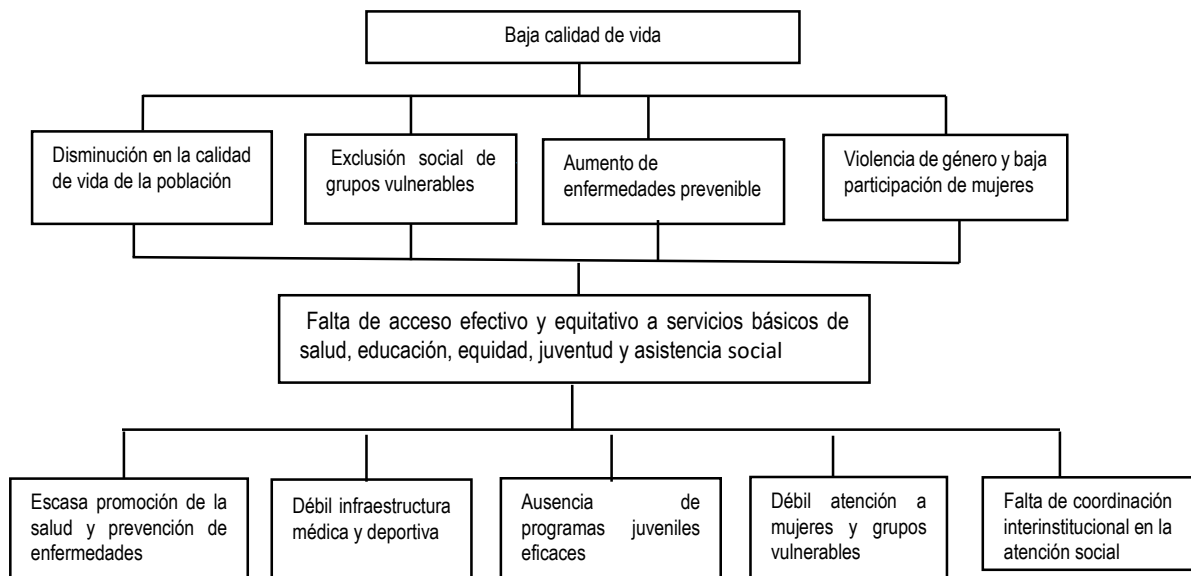 Baja calidad de vida
Disminución en la calidad
de vida de la población
Exclusión social de
grupos vulnerables
Aumento de
enfermedades prevenible
Violencia de género y baja
participación de mujeres
Falta de acceso efectivo y equitativo a servicios básicos de
salud, educación, equidad, juventud y asistencia social
Escasa promoción de la
salud y prevención de
enfermedades
Débil infraestructura
médica y deportiva
Ausencia de
programas juveniles
eficaces
Débil atención a
mujeres y grupos
vulnerables
Falta de coordinación
interinstitucional en la
atención social